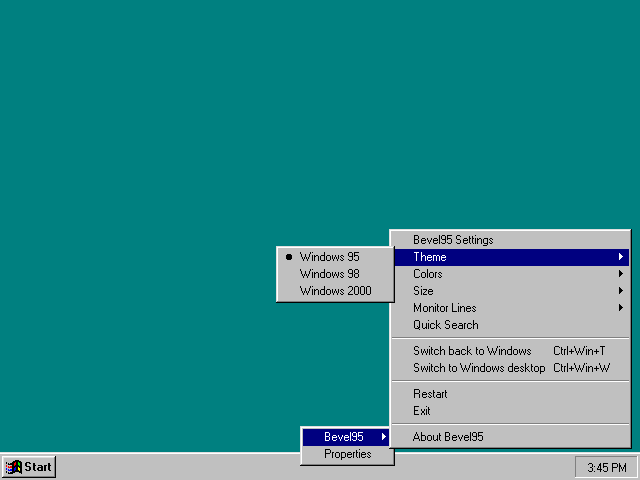 Bevel95 Settings
Theme
Colors
Size
Monitor Lines
Quick Search
Switch back to Windows Ctrl+Win+T
Switch to Windows desktop Ctrl+Win+W
Restart
Exit
About Bevel95
Windows 95
Windows 98
Windows 2000
Bevel95
Properties
Start
3:45 PM